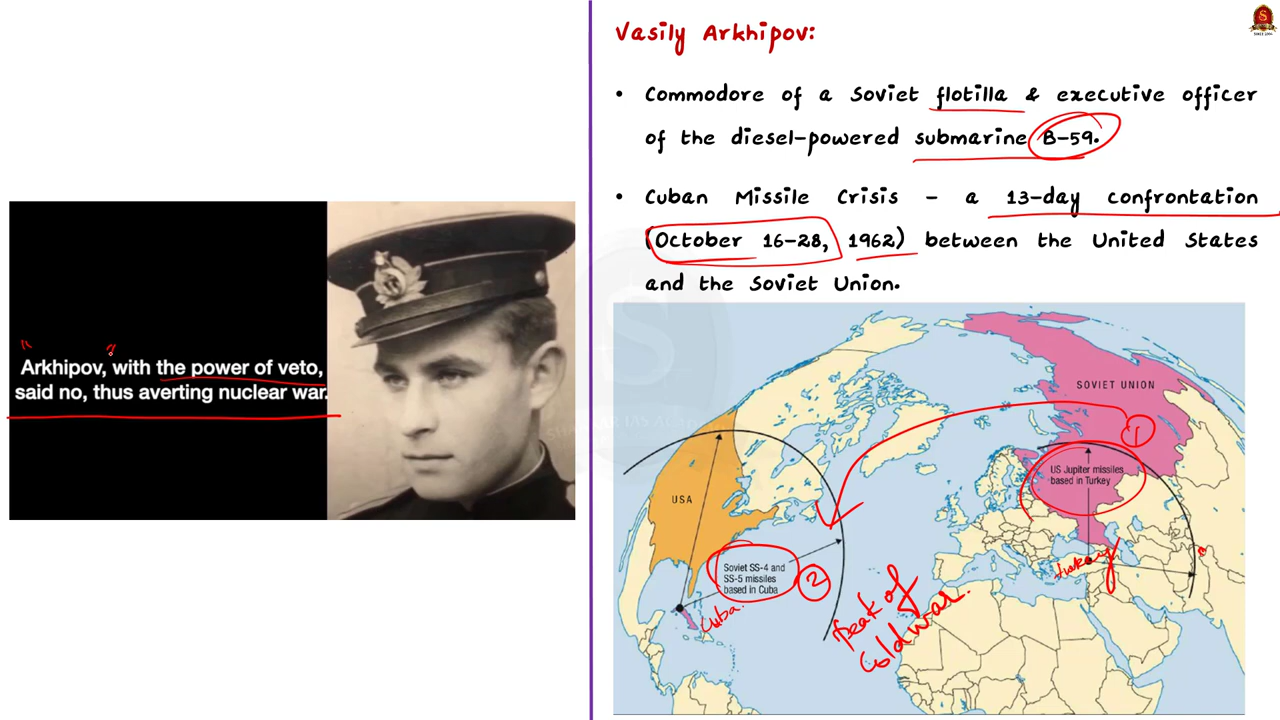 Vasily Arkhipov:
• Commodore of a Soviet flotilla & executive officer
of the diesel-powered submarine B-59.
• Cuban Missile Crisis - a 13-day confrontation
(October 16-28, 1962) between the United States
and the Soviet Union.
" "
Arkhipov, with the power of veto,
said no, thus averting nuclear war.
SOVIET UNION
1
US Jupiter missiles
based in Turkey
USA
Soviet SS-4 and
SS-5 missiles
based in Cuba
2
Cuba.
Turkey
Peak of
Cold war.